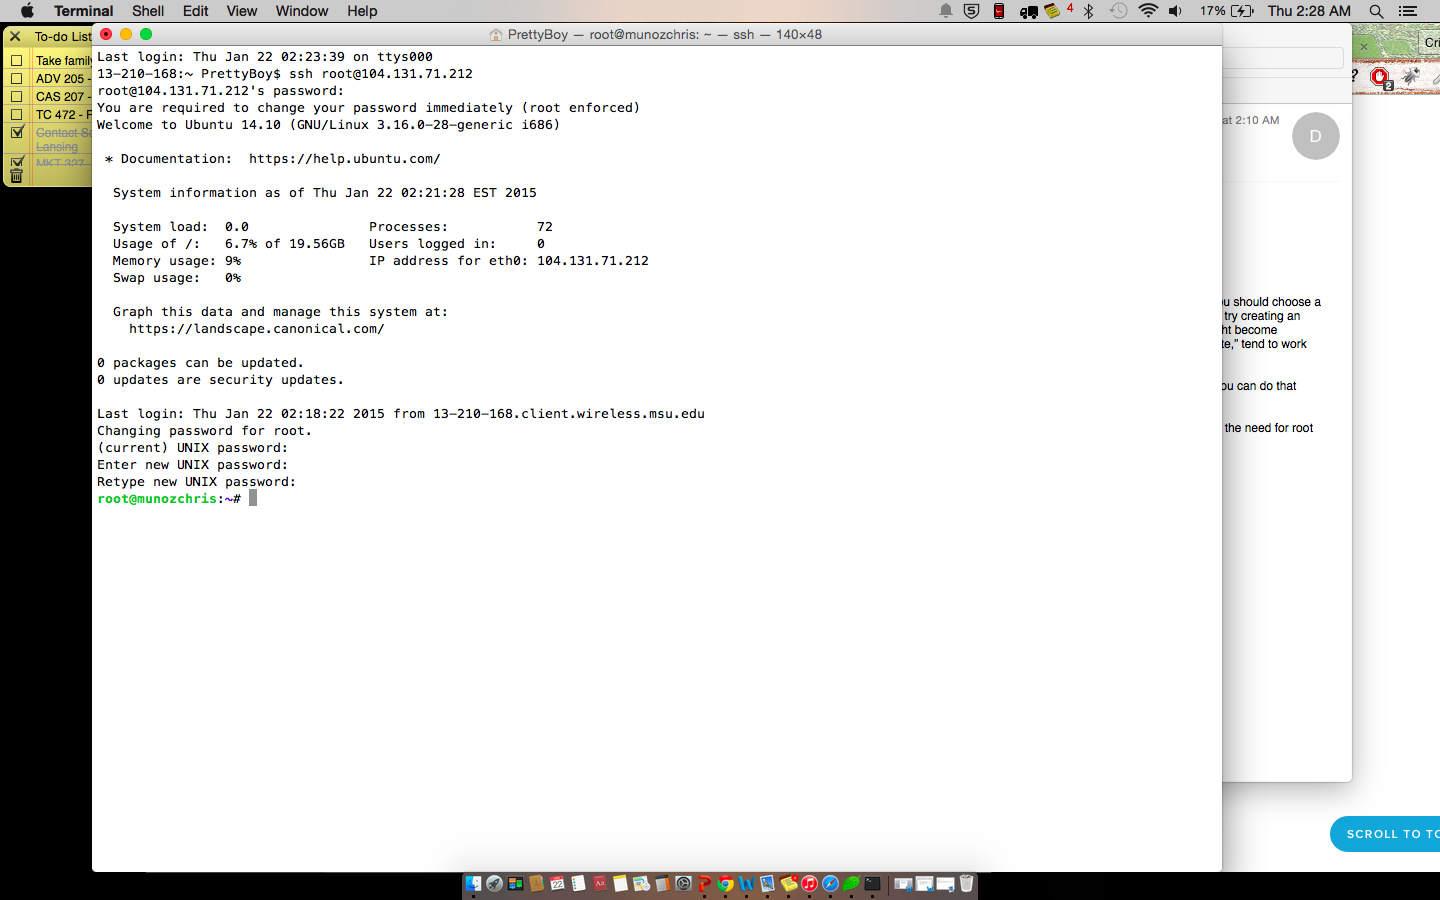 Terminal Shell Edit View Window Help 4 17% Thu 2:28 AM
To-do List
Take family
ADV 205 -
CAS 207 -
TC 472 -
Contact
Lansing
MKT 327
PrettyBoy — root@munozchris: ~ — ssh — 140×48
Last login: Thu Jan 22 02:23:39 on ttys000
13-210-168:~ PrettyBoy$ ssh root@104.131.71.212
root@104.131.71.212's password:
You are required to change your password immediately (root enforced)
Welcome to Ubuntu 14.10 (GNU/Linux 3.16.0-28-generic i686)
* Documentation: https://help.ubuntu.com/
System information as of Thu Jan 22 02:21:28 EST 2015
System load: 0.0 Processes: 72
Usage of /: 6.7% of 19.56GB Users logged in: 0
Memory usage: 9% IP address for eth0: 104.131.71.212
Swap usage: 0%
Graph this data and manage this system at:
https://landscape.canonical.com/
0 packages can be updated.
0 updates are security updates.
Last login: Thu Jan 22 02:18:22 2015 from 13-210-168.client.wireless.msu.edu
Changing password for root.
(current) UNIX password:
Enter new UNIX password:
Retype new UNIX password:
root@munozchris:~#
Cri
2
at 2:10 AM
D
u should choose a
try creating an
ht become
te,” tend to work
ou can do that
the need for root
SCROLL TO TO
22